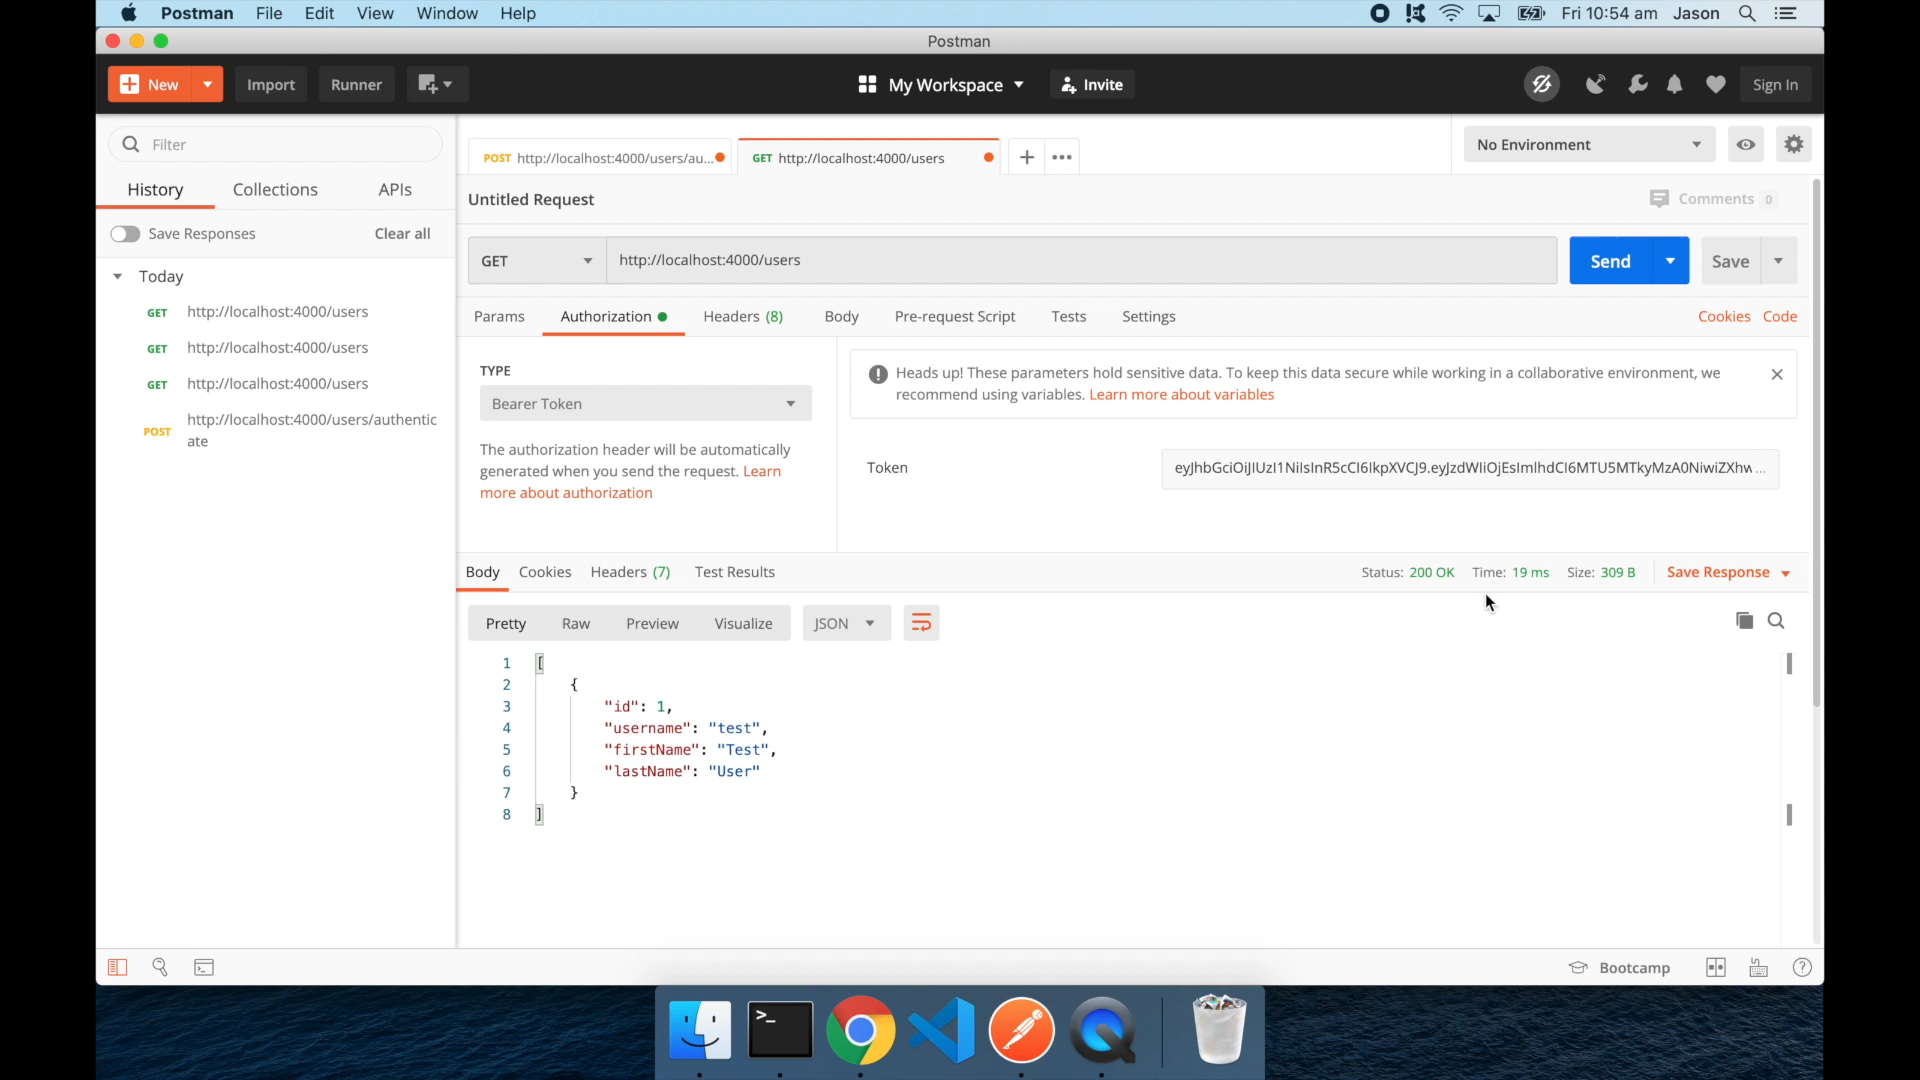 Postman File Edit View Window Help Fri 10:54 am Jason
Postman
New Import Runner My Workspace Invite Sign In
Filter
POST http://localhost:4000/users/au... GET http://localhost:4000/users No Environment
History Collections APIs
Untitled Request Comments 0
Save Responses Clear all
GET http://localhost:4000/users Send Save
Today
GET http://localhost:4000/users
Params Authorization Headers (8) Body Pre-request Script Tests Settings Cookies Code
GET http://localhost:4000/users
GET http://localhost:4000/users
POST http://localhost:4000/users/authentic
ate
TYPE
Bearer Token
The authorization header will be automatically
generated when you send the request. Learn
more about authorization
Heads up! These parameters hold sensitive data. To keep this data secure while working in a collaborative environment, we
recommend using variables. Learn more about variables
Token
Body Cookies Headers (7) Test Results Status: 200 OK Time: 19 ms Size: 309 B Save Response
Pretty Raw Preview Visualize JSON
1 [
2 {
3 "id": 1,
4 "username": "test",
5 "firstName": "Test",
6 "lastName": "User"
7 }
8 ]
Bootcamp